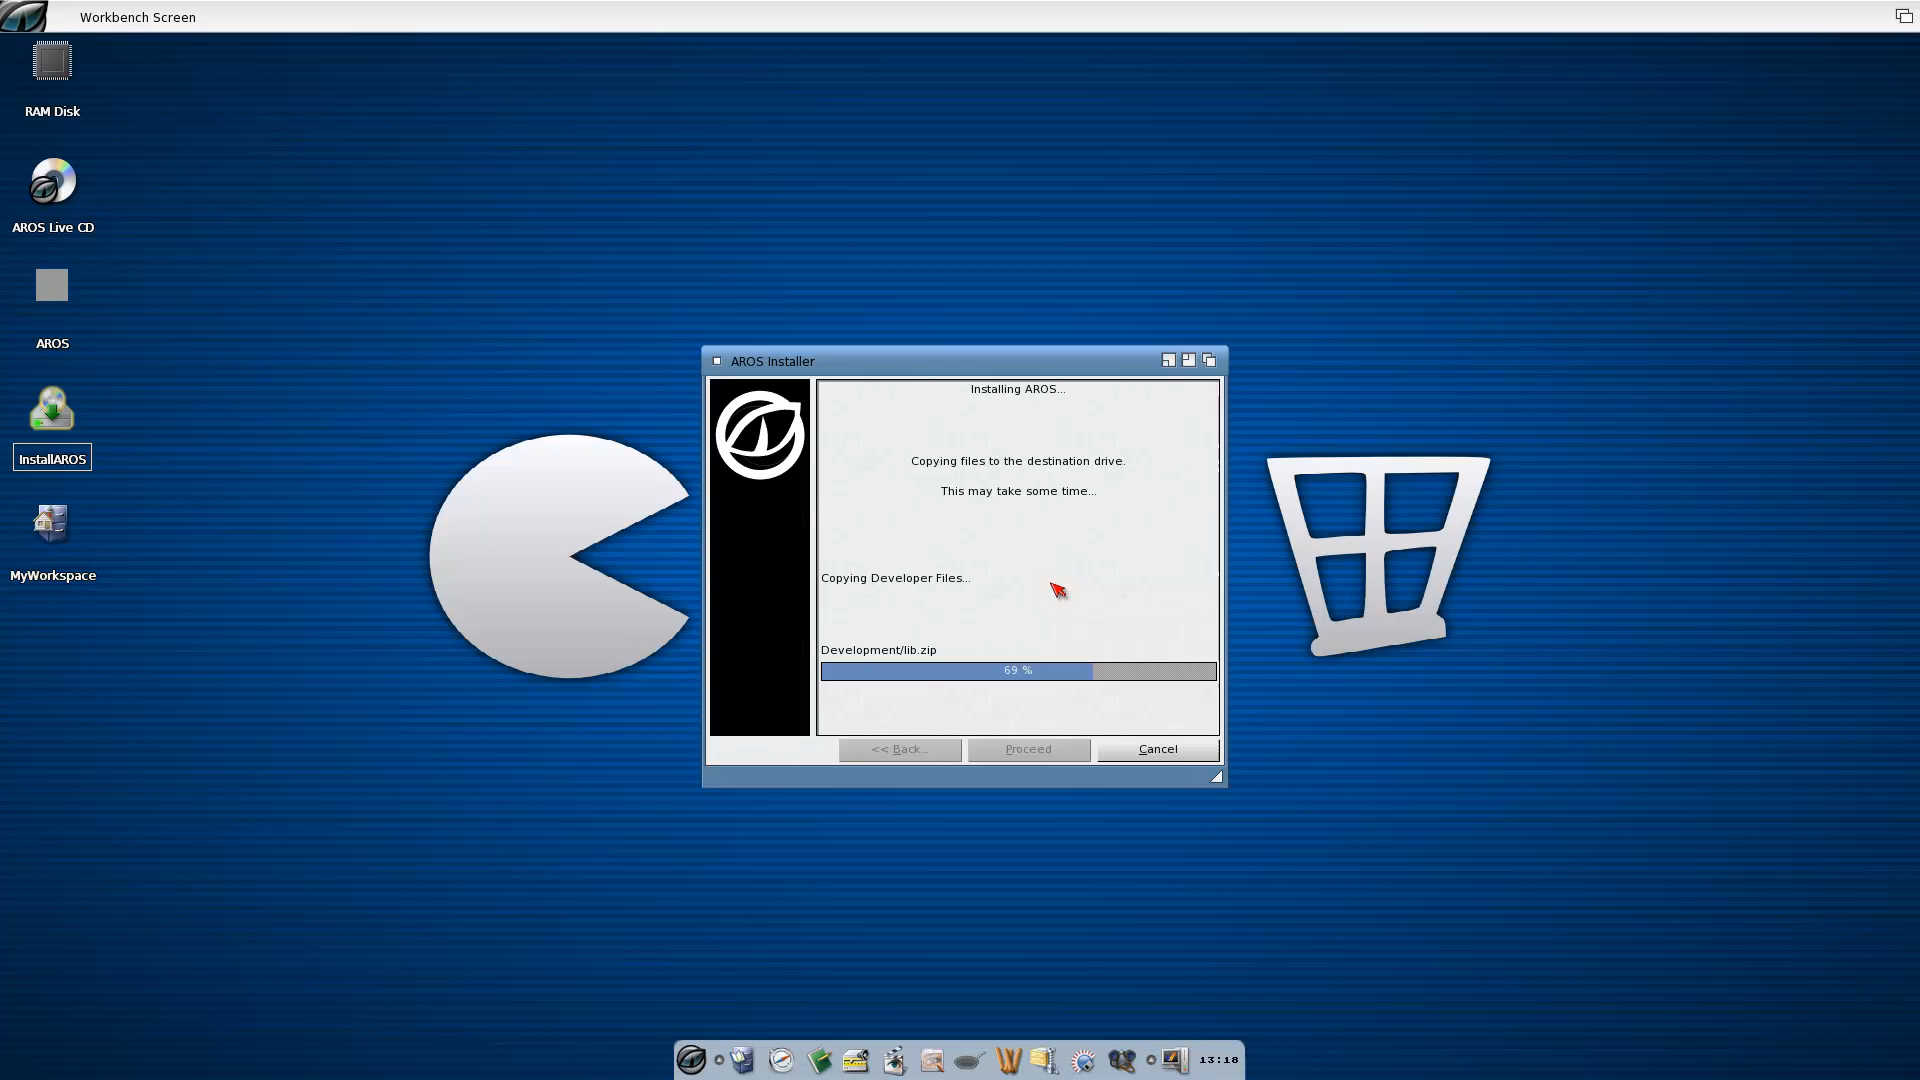 Workbench Screen
RAM Disk
AROS Live CD
AROS
InstallAROS
MyWorkspace
AROS Installer
Installing AROS...
Copying files to the destination drive.
This may take some time...
Copying Developer Files...
Development/lib.zip
69 %
<< Back...
Proceed
Cancel
13:18